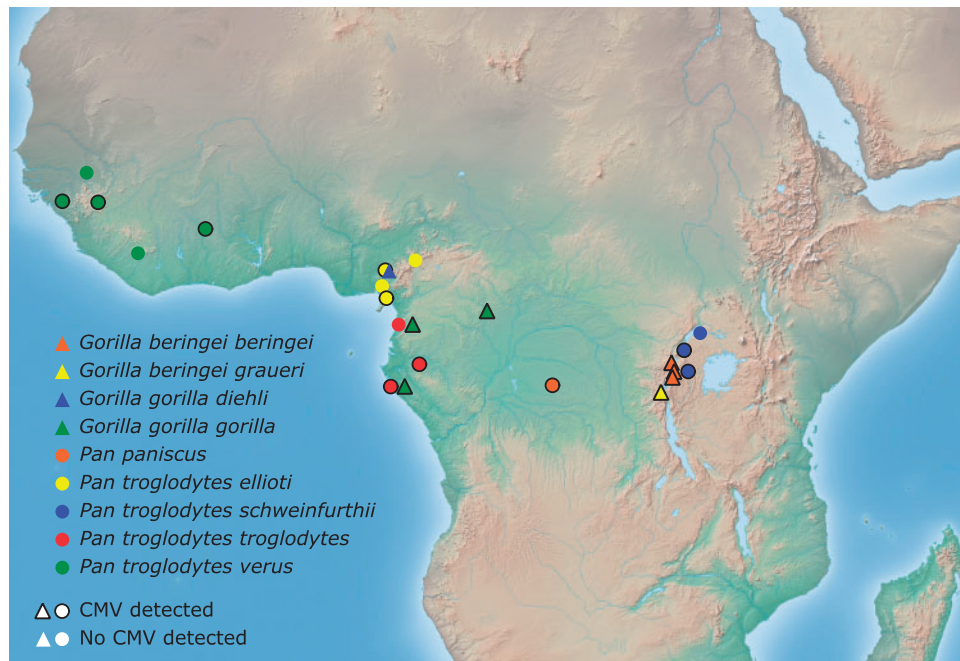 Gorilla beringei beringei
Gorilla beringei graueri
Gorilla gorilla diehli
Gorilla gorilla gorilla
Pan paniscus
Pan troglodytes ellioti
Pan troglodytes schweinfurthii
Pan troglodytes troglodytes
Pan troglodytes verus
CMV detected
No CMV detected